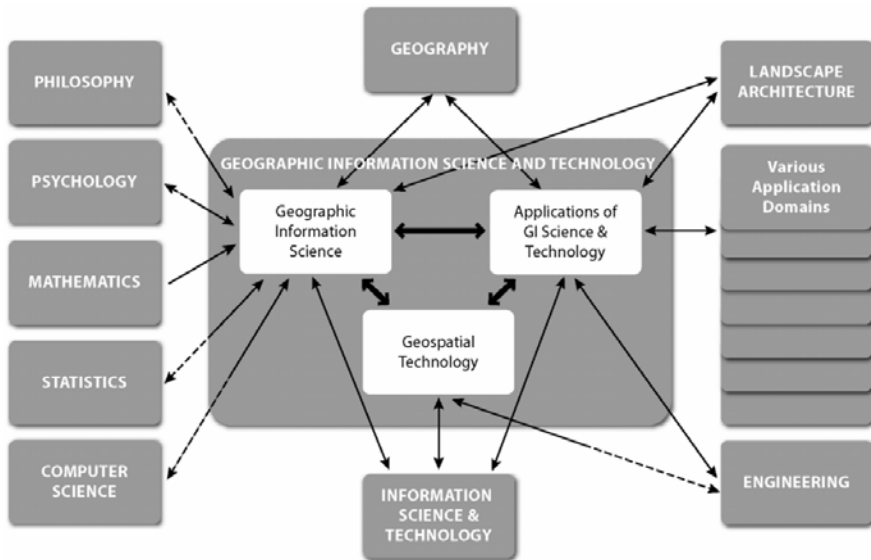 GEOGRAPHY
PHILOSOPHY
LANDSCAPE
ARCHITECTURE
PSYCHOLOGY
GEOGRAPHIC INFORMATION SCIENCE AND TECHNOLOGY
Various
Application
Domains
Geographic
Information
Science
Applications of
GI Science &
Technology
MATHEMATICS
Geospatial
Technology
STATISTICS
COMPUTER
SCIENCE
INFORMATION
SCIENCE &
TECHNOLOGY
ENGINEERING